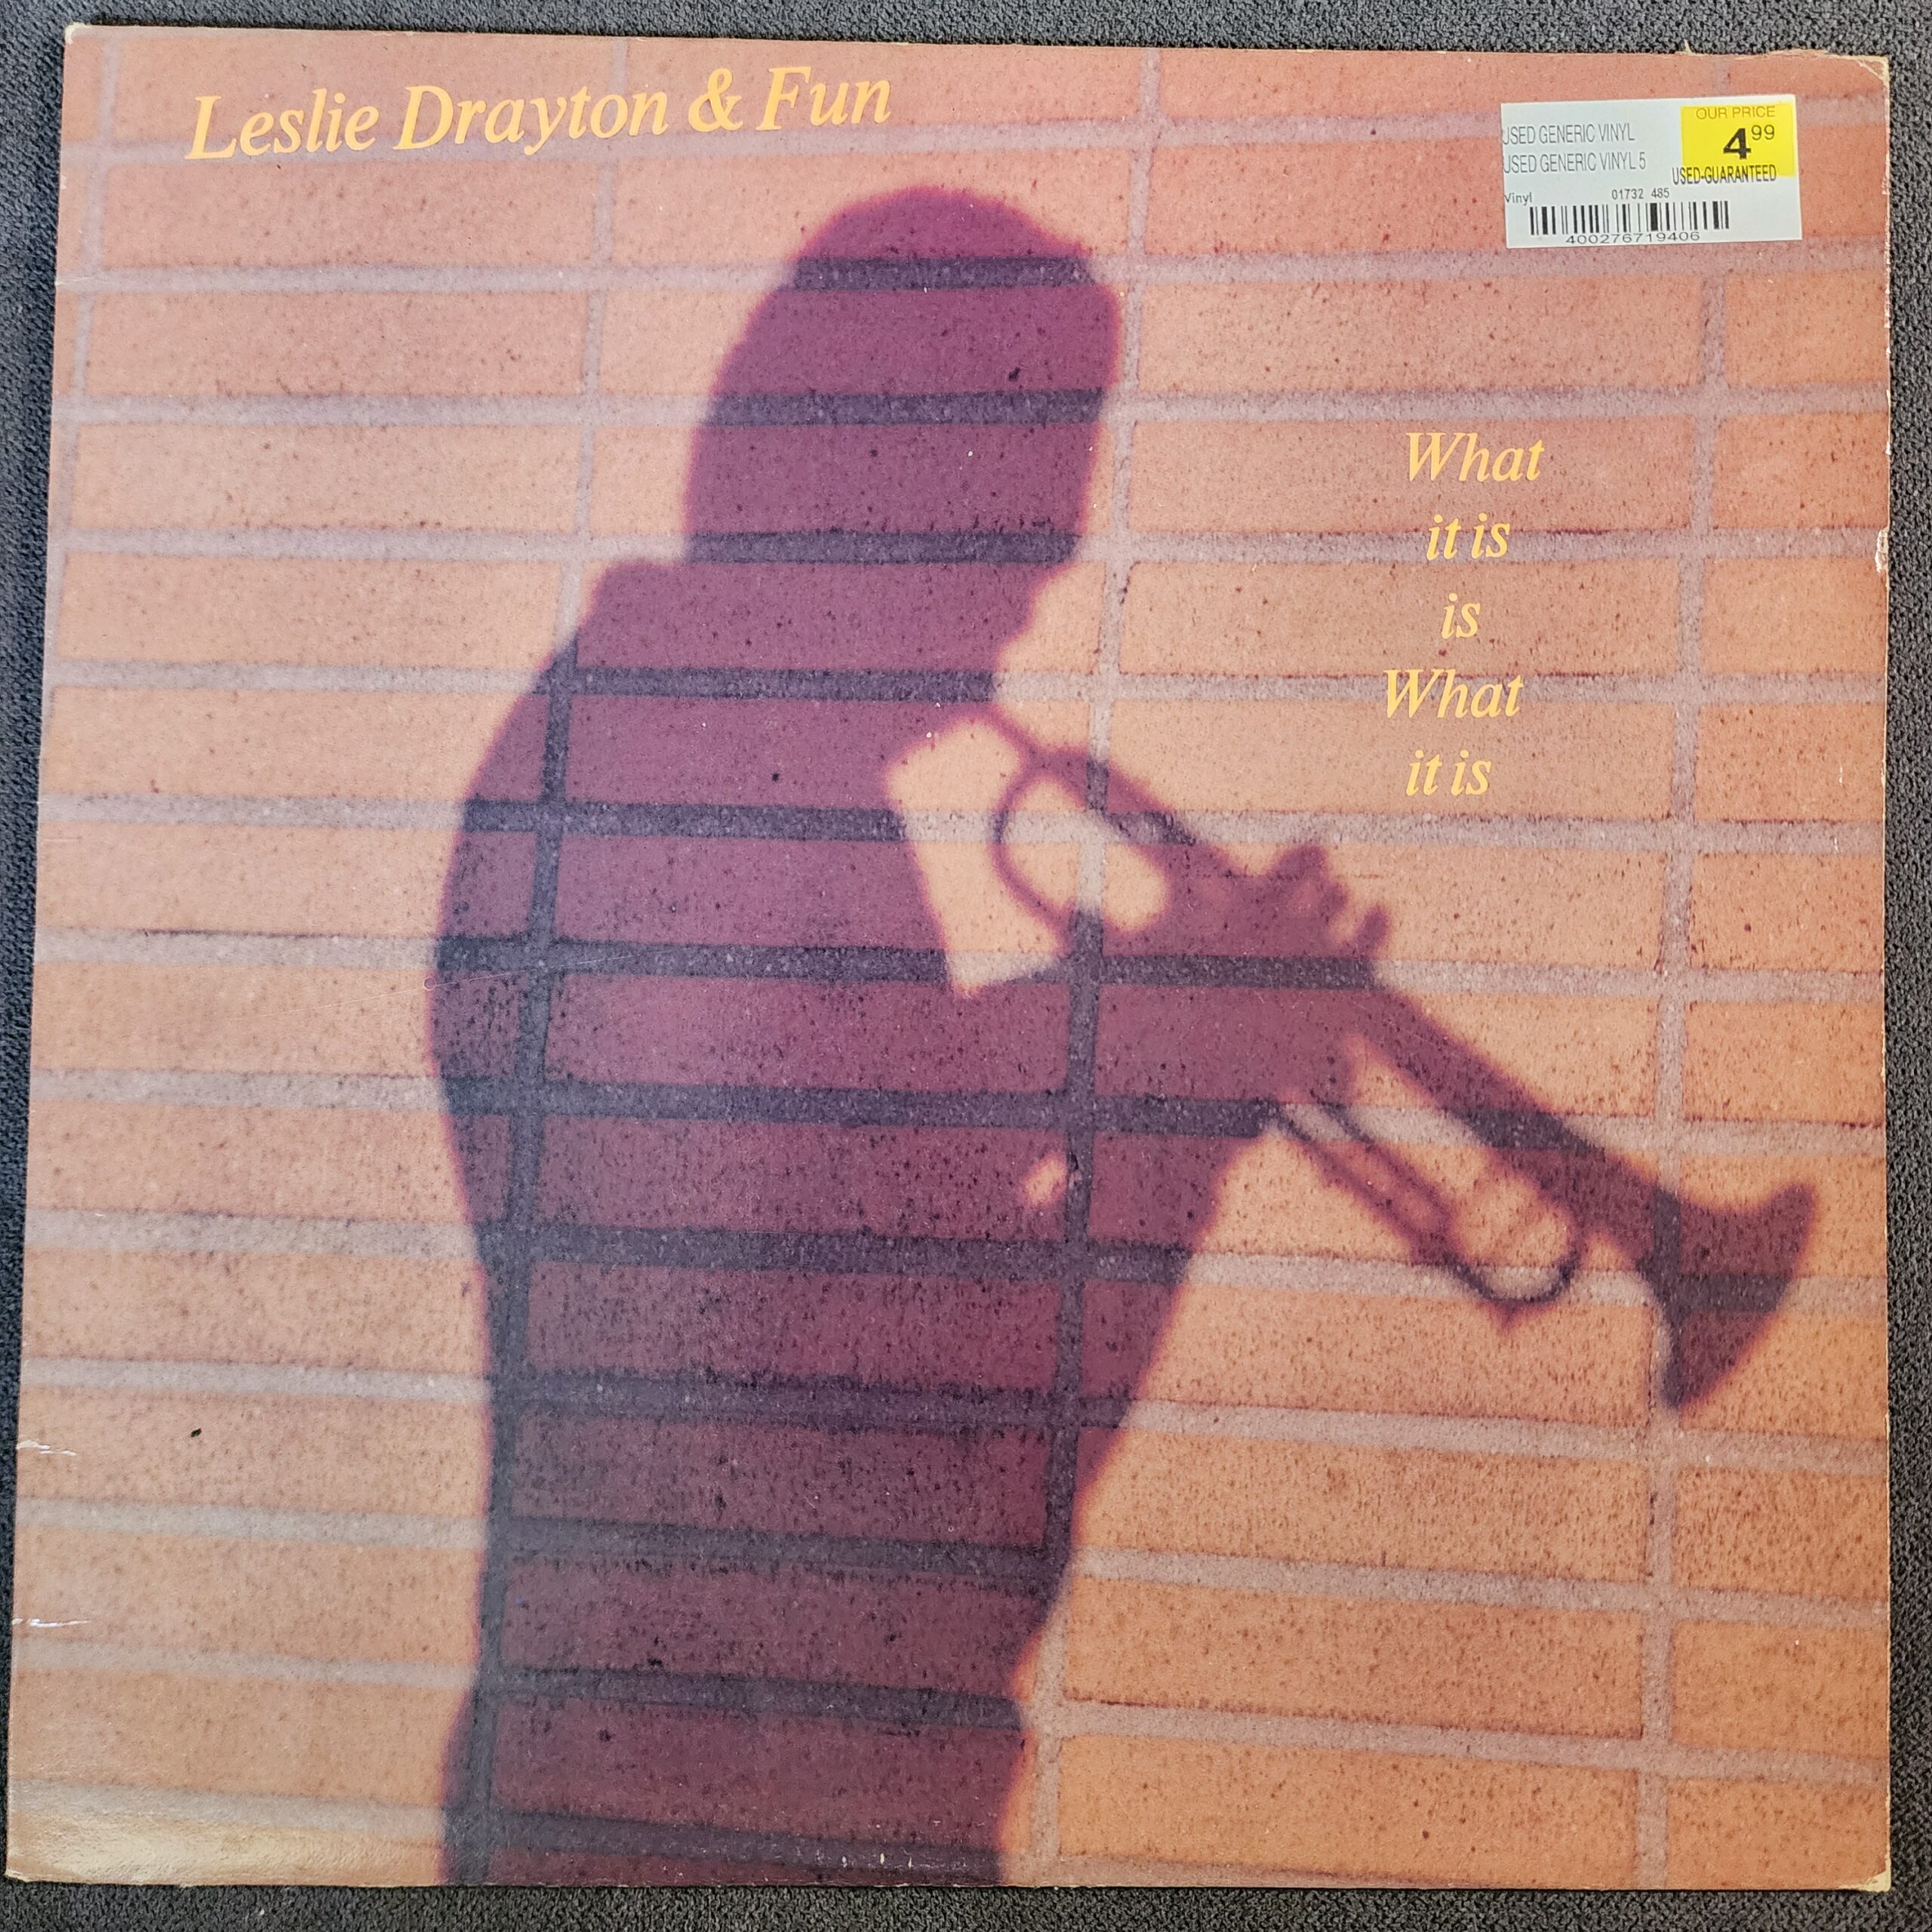 Leslie Drayton & Fun
OUR PRICE
4.99
USED GENERIC VINYL
USED GENERIC VINYL 5
USED-GUARANTEED
Vinyl
01732 485
400276719406
What
it is
is
What
it is